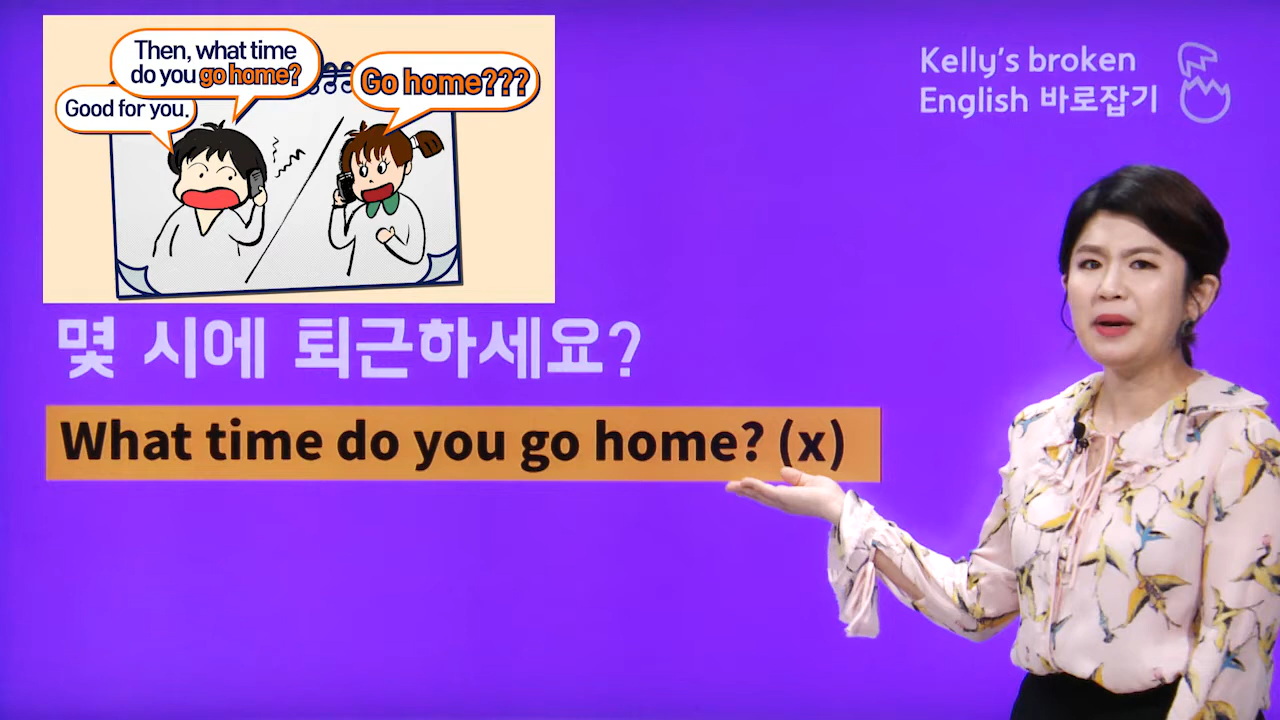 Then, what time
do you go home?
Good for you.
Go home???
Kelly's broken
English 바로잡기
몇 시에 퇴근하세요?
What time do you go home? (x)